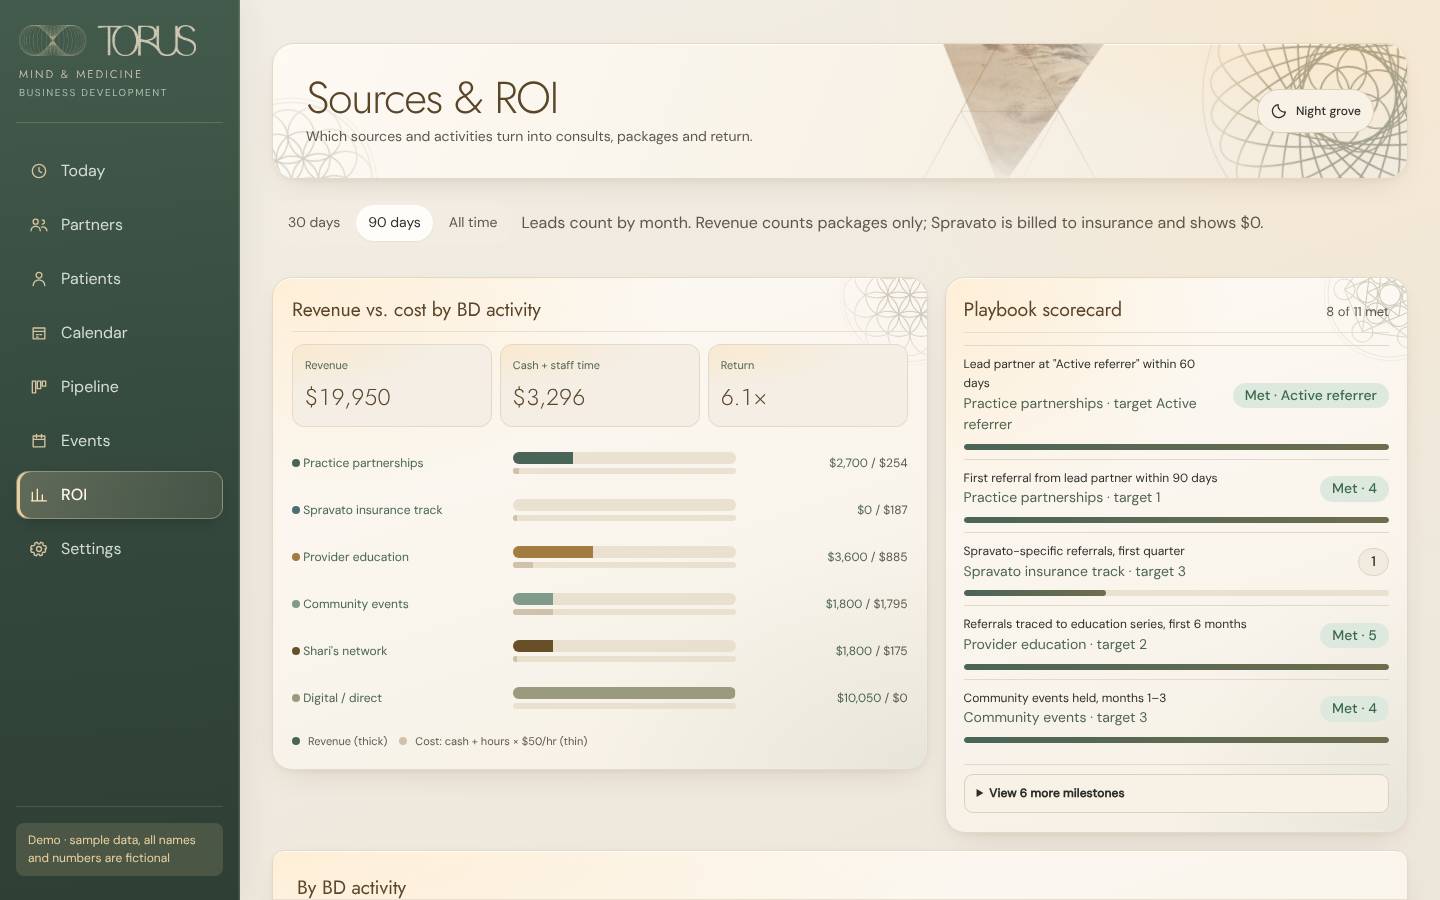 TORUS
MIND & MEDICINE
BUSINESS DEVELOPMENT
Today
Partners
Patients
Calendar
Pipeline
Events
ROI
Settings
Demo · sample data, all names
and numbers are fictional
Sources & ROI
Which sources and activities turn into consults, packages and return.
Night grove
30 days
90 days
All time
Leads count by month. Revenue counts packages only; Spravato is billed to insurance and shows $0.
Revenue vs. cost by BD activity
Revenue
$19,950
Cash + staff time
$3,296
Return
6.1×
Practice partnerships
$2,700 / $254
Spravato insurance track
$0 / $187
Provider education
$3,600 / $885
Community events
$1,800 / $1,795
Shari's network
$1,800 / $175
Digital / direct
$10,050 / $0
Revenue (thick)
Cost: cash + hours × $50/hr (thin)
Playbook scorecard
8 of 11 met
Lead partner at "Active referrer" within 60
days
Practice partnerships · target Active
referrer
Met · Active referrer
First referral from lead partner within 90 days
Practice partnerships · target 1
Met · 4
Spravato-specific referrals, first quarter
Spravato insurance track · target 3
1
Referrals traced to education series, first 6 months
Provider education · target 2
Met · 5
Community events held, months 1–3
Community events · target 3
Met · 4
View 6 more milestones
By BD activity